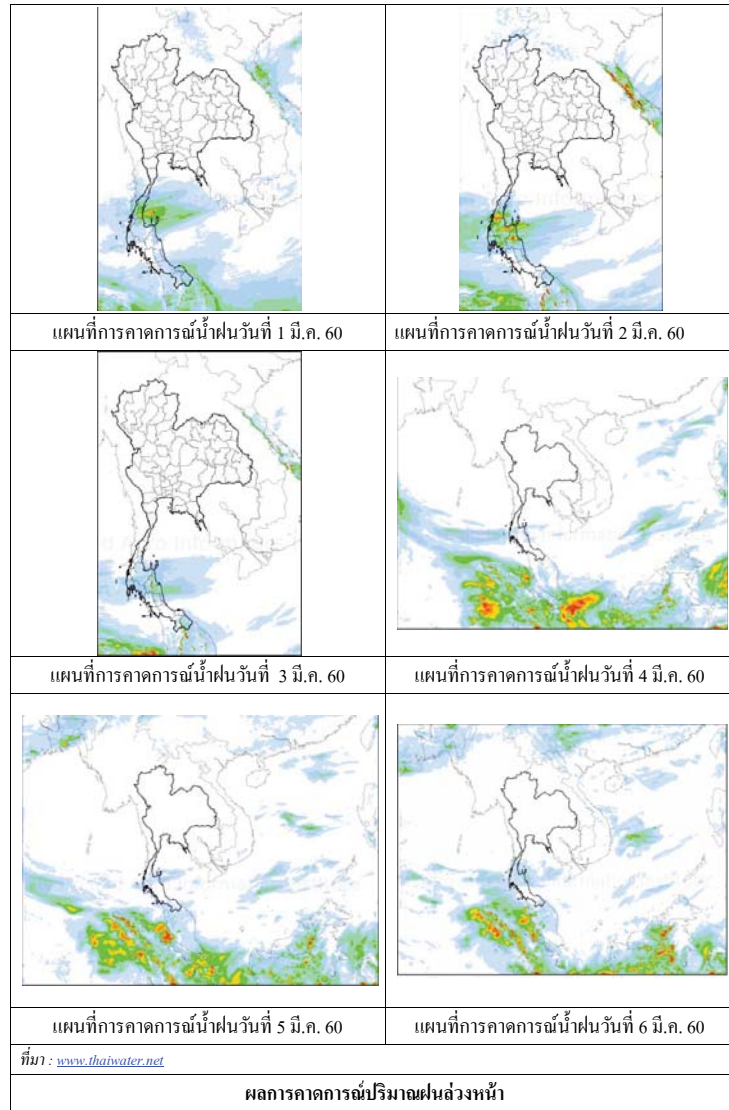 แผนที่การคาดการณ์น้ำฝนวันที่ 1 มี.ค. 60
แผนที่การคาดการณ์น้ำฝนวันที่ 2 มี.ค. 60
แผนที่การคาดการณ์น้ำฝนวันที่ 3 มี.ค. 60
แผนที่การคาดการณ์น้ำฝนวันที่ 4 มี.ค. 60
แผนที่การคาดการณ์น้ำฝนวันที่ 5 มี.ค. 60
แผนที่การคาดการณ์น้ำฝนวันที่ 6 มี.ค. 60
ที่มา : www.thaiwater.net
ผลการคาดการณ์ปริมาณฝนล่วงหน้า